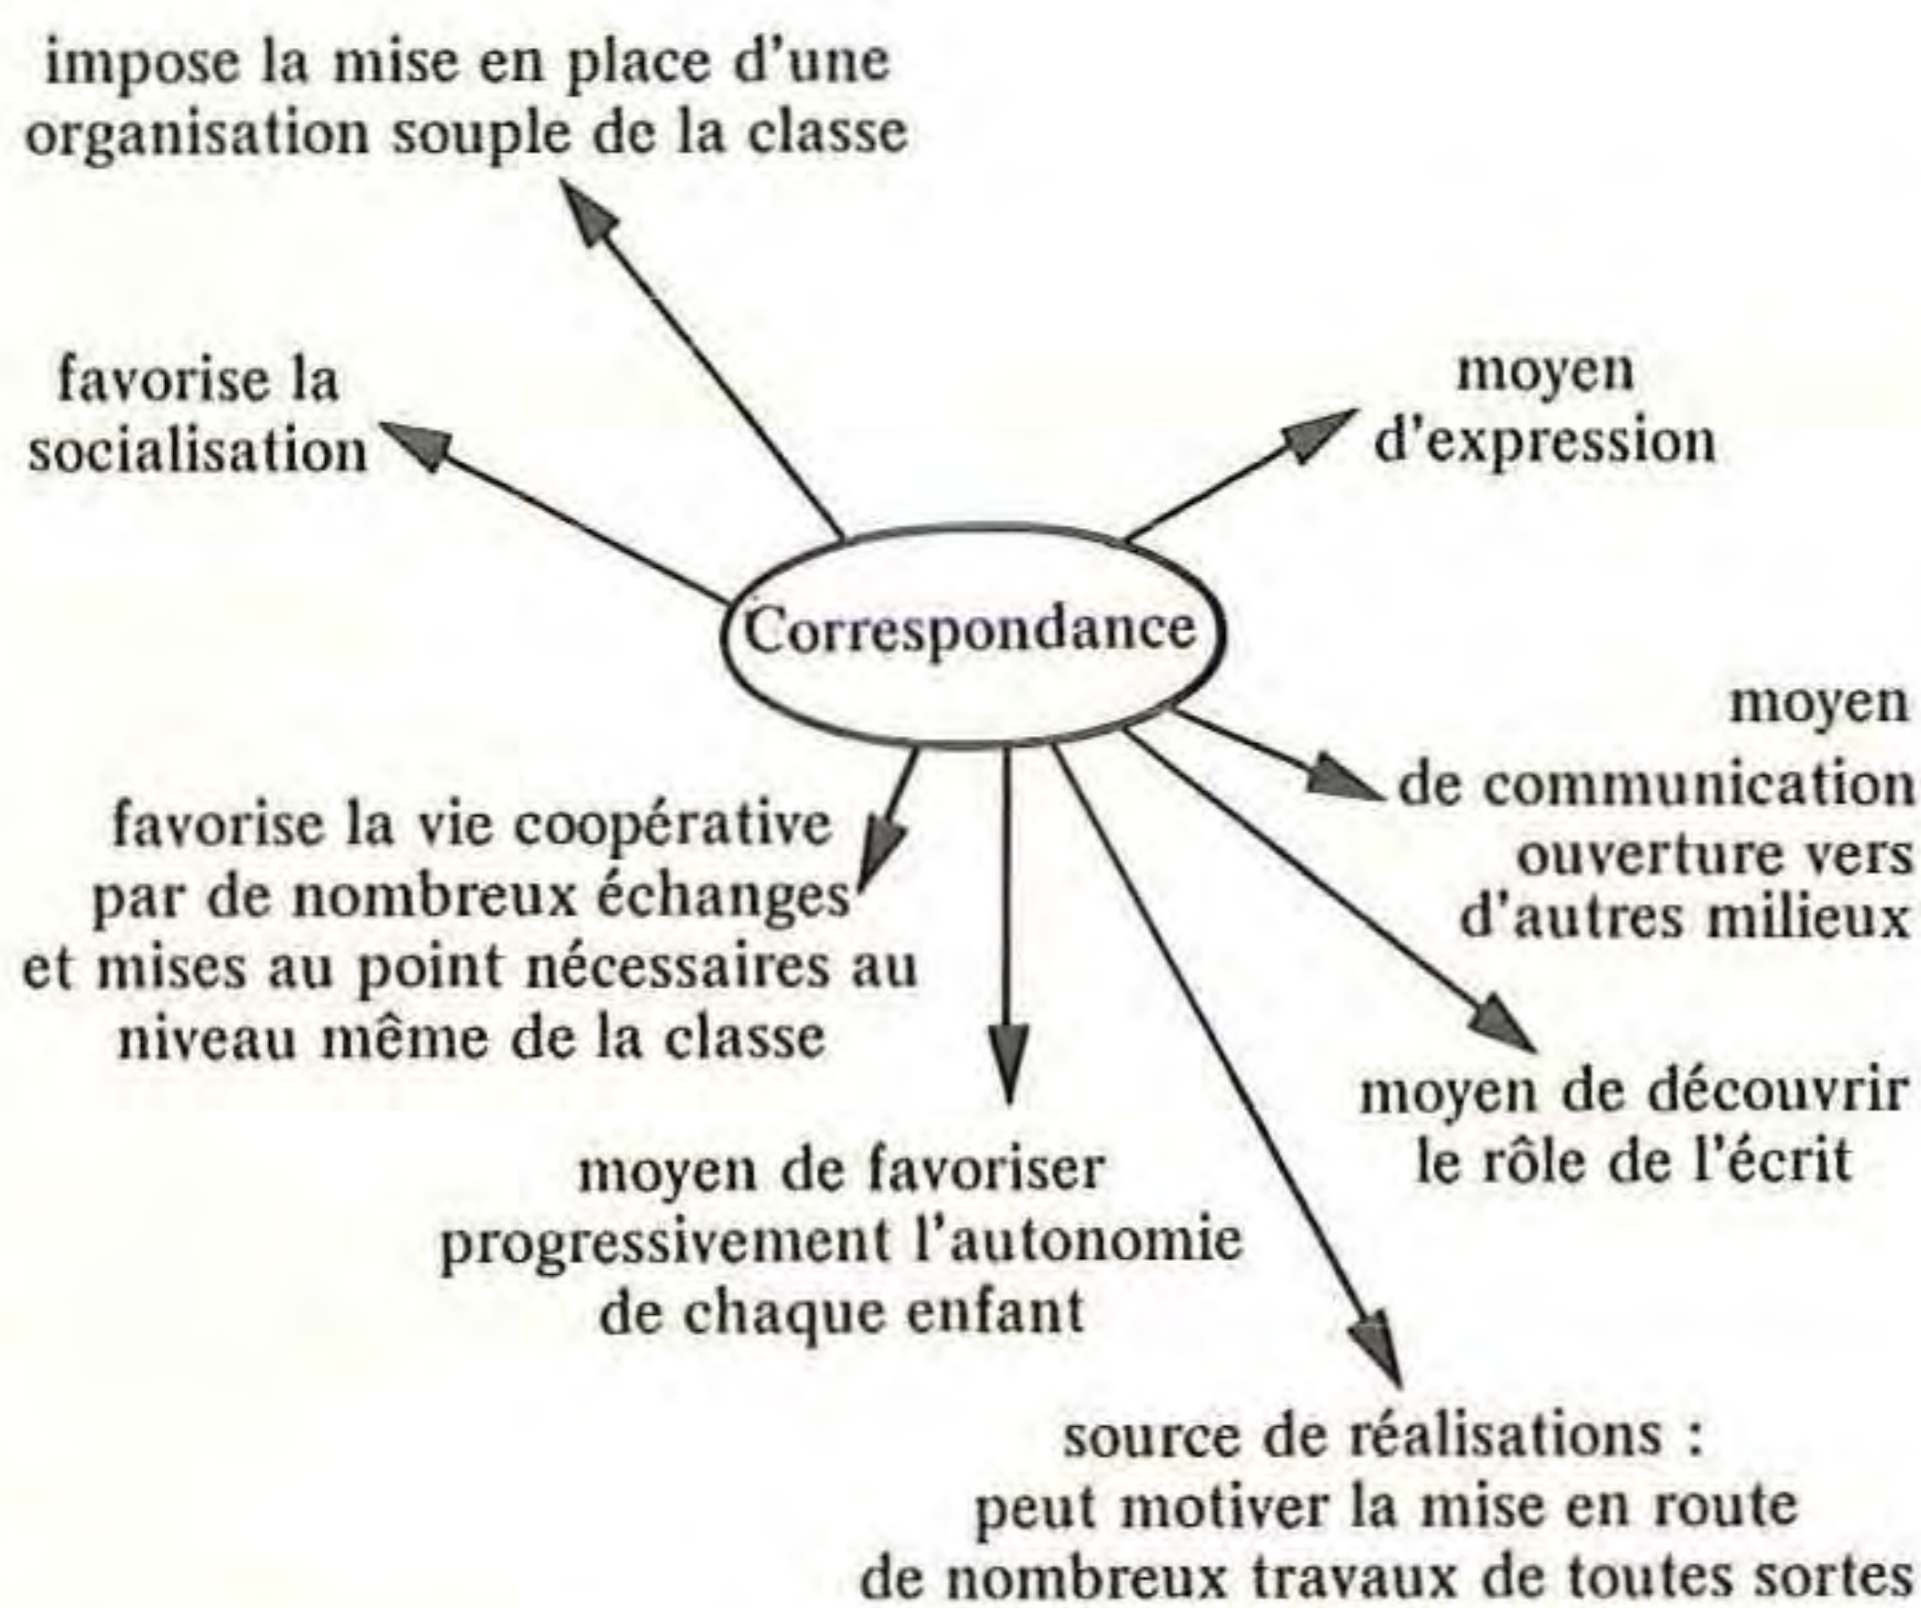 impose la mise en place d'une
organisation souple de la classe
favorise la
socialisation
moyen
d'expression
Correspondance
moyen
de communication
ouverture vers
d'autres milieux
favorise la vie coopérative
par de nombreux échanges
et mises au point nécessaires au
niveau même de la classe
moyen de découvrir
le rôle de l'écrit
moyen de favoriser
progressivement l'autonomie
de chaque enfant
source de réalisations :
peut motiver la mise en route
de nombreux travaux de toutes sortes